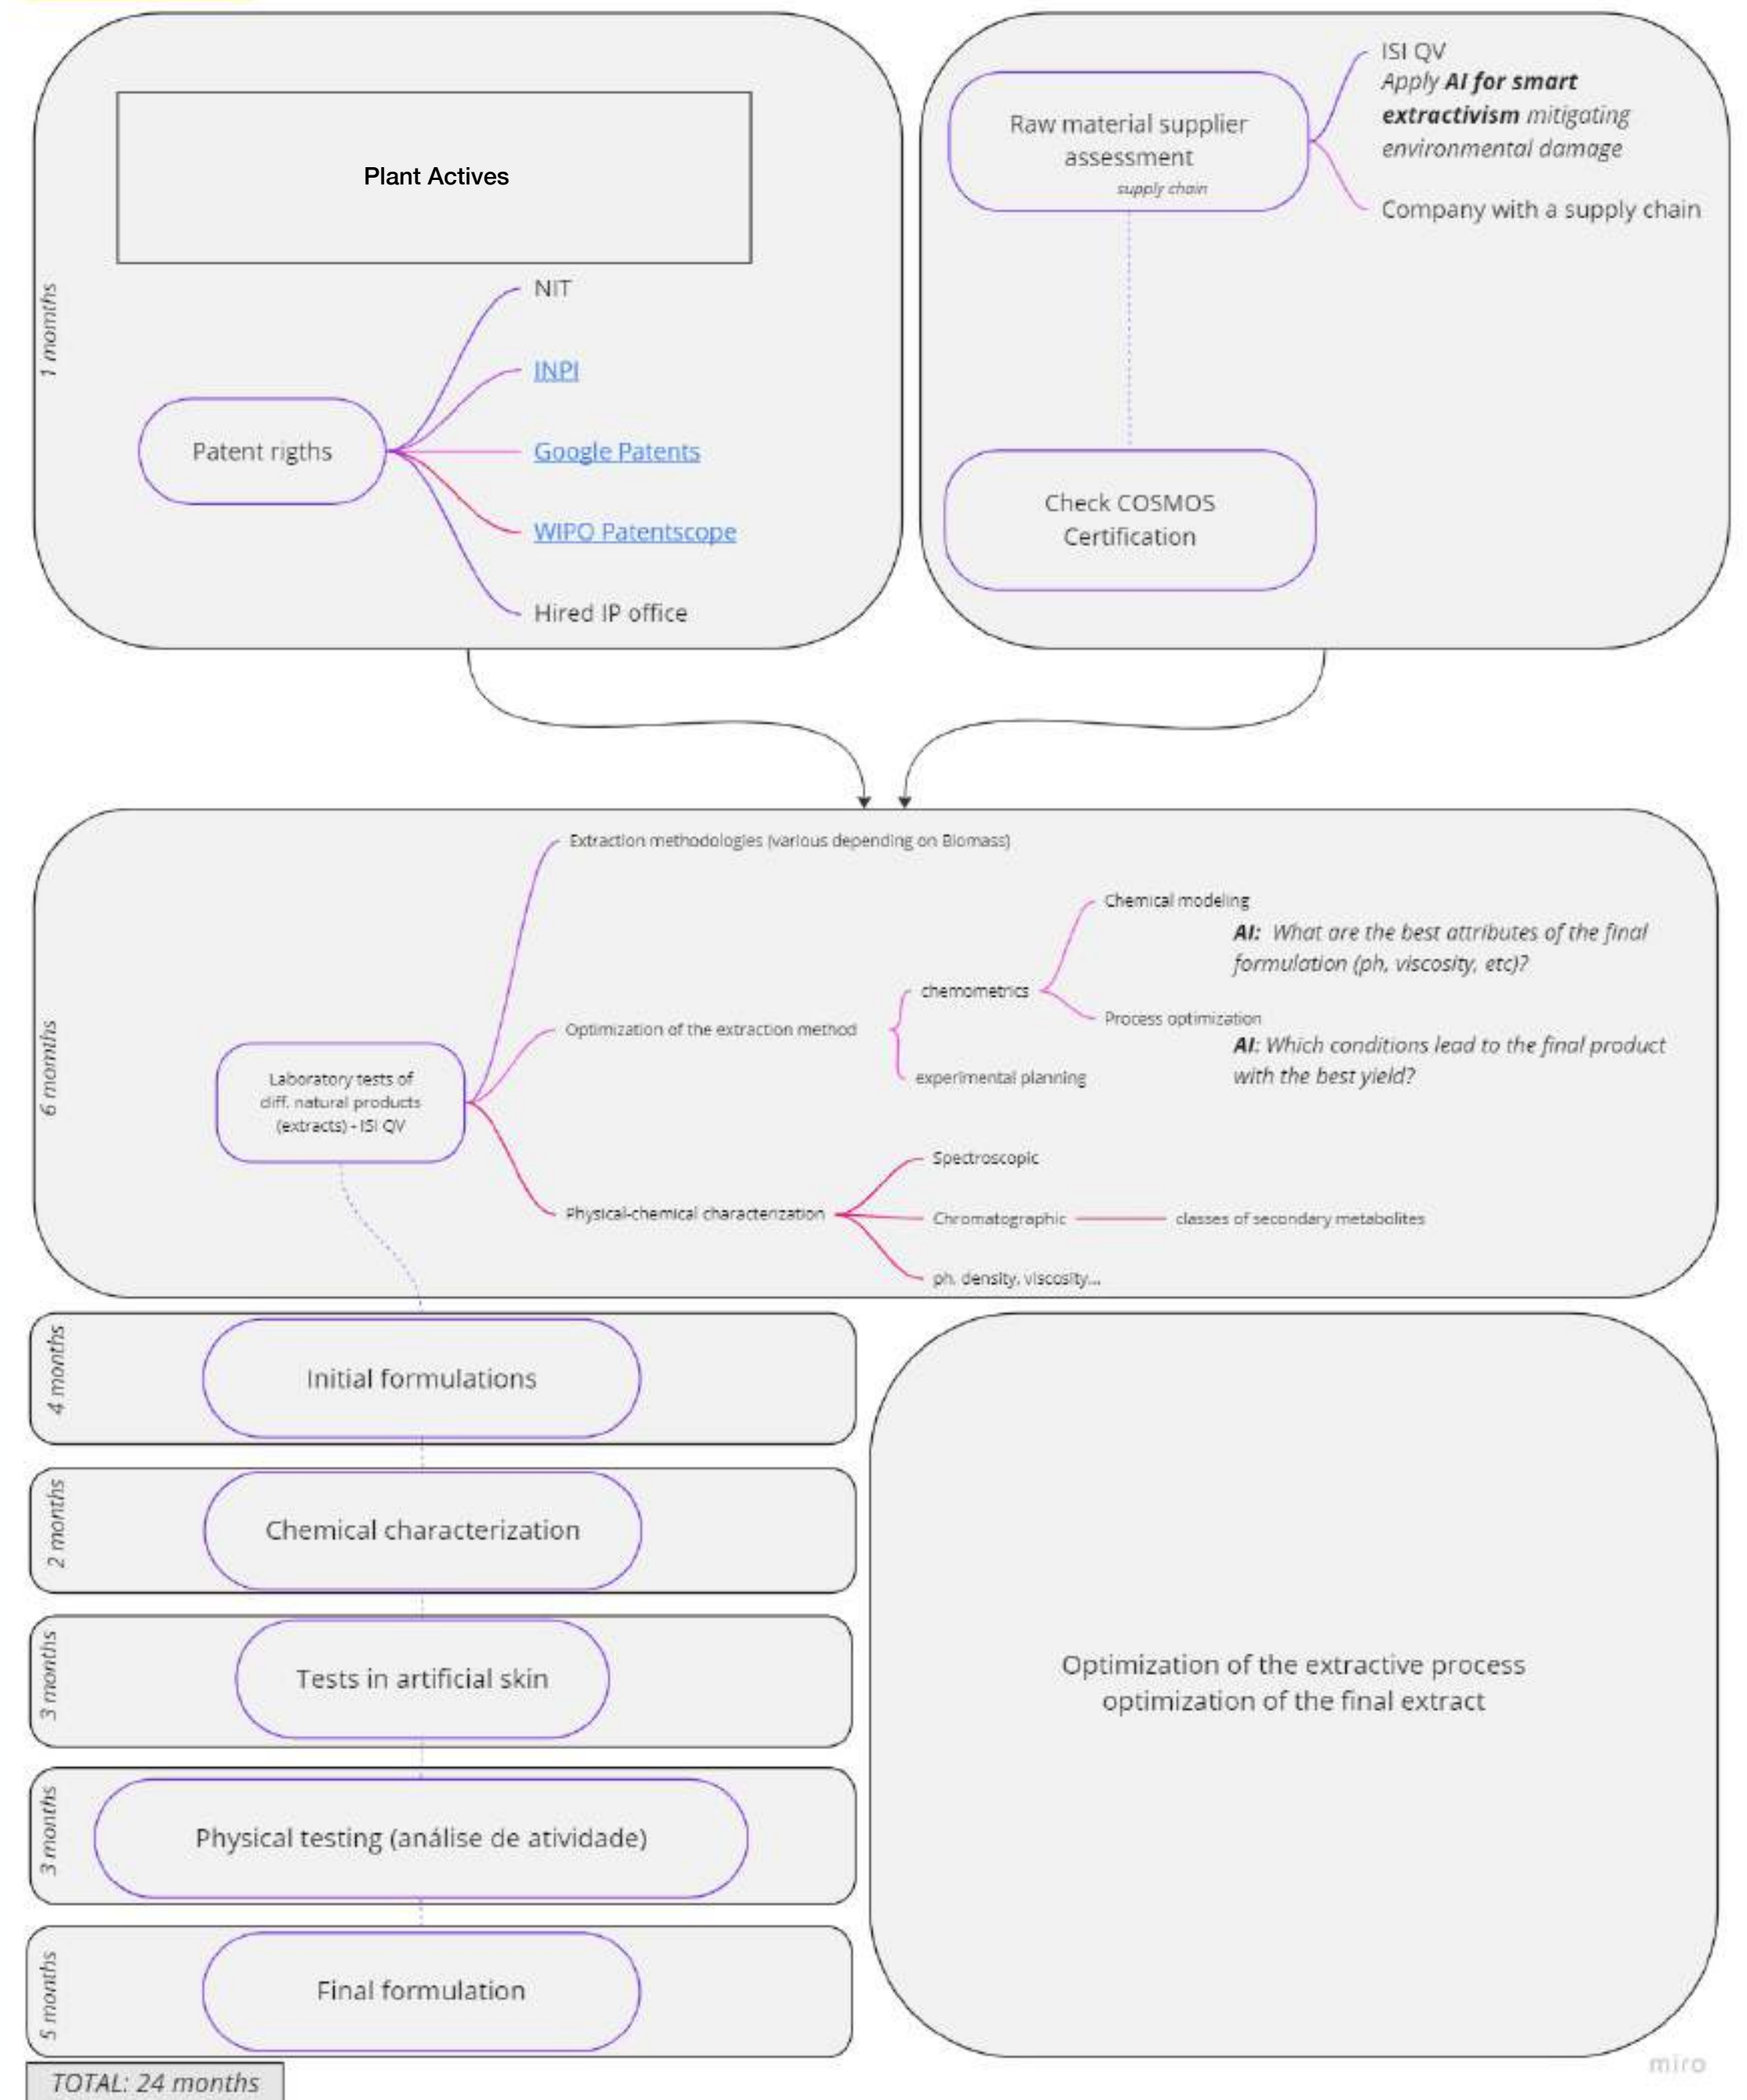 1 momths
Plant Actives
Patent rigths
NIT
INPI
Google Patents
WIPO Patentscope
Hired IP office
Raw material supplier
assessment
supply chain
ISI QV
Apply AI for smart
extractivism mitigating
environmental damage
Company with a supply chain
Check COSMOS
Certification
6 momths
Laboratory tests of
diff. natural products
(extracts) - ISI QV
Extraction methodologies (various depending on Biomass)
Optimization of the extraction method
chemometrics
Chemical modeling
AI: What are the best attributes of the final
formulation (ph, viscosity, etc)?
Process optimization
AI: Which conditions lead to the final product
with the best yield?
experimental planning
Physical-chemical characterization
Spectroscopic
Chromatographic
classes of secondary metabolites
ph, density, viscosity...
4 months
Initial formulations
2 months
Chemical characterization
3 months
Tests in artificial skin
3 months
Physical testing (análise de atividade)
5 months
Final formulation
Optimization of the extractive process
optimization of the final extract
TOTAL: 24 months
miro